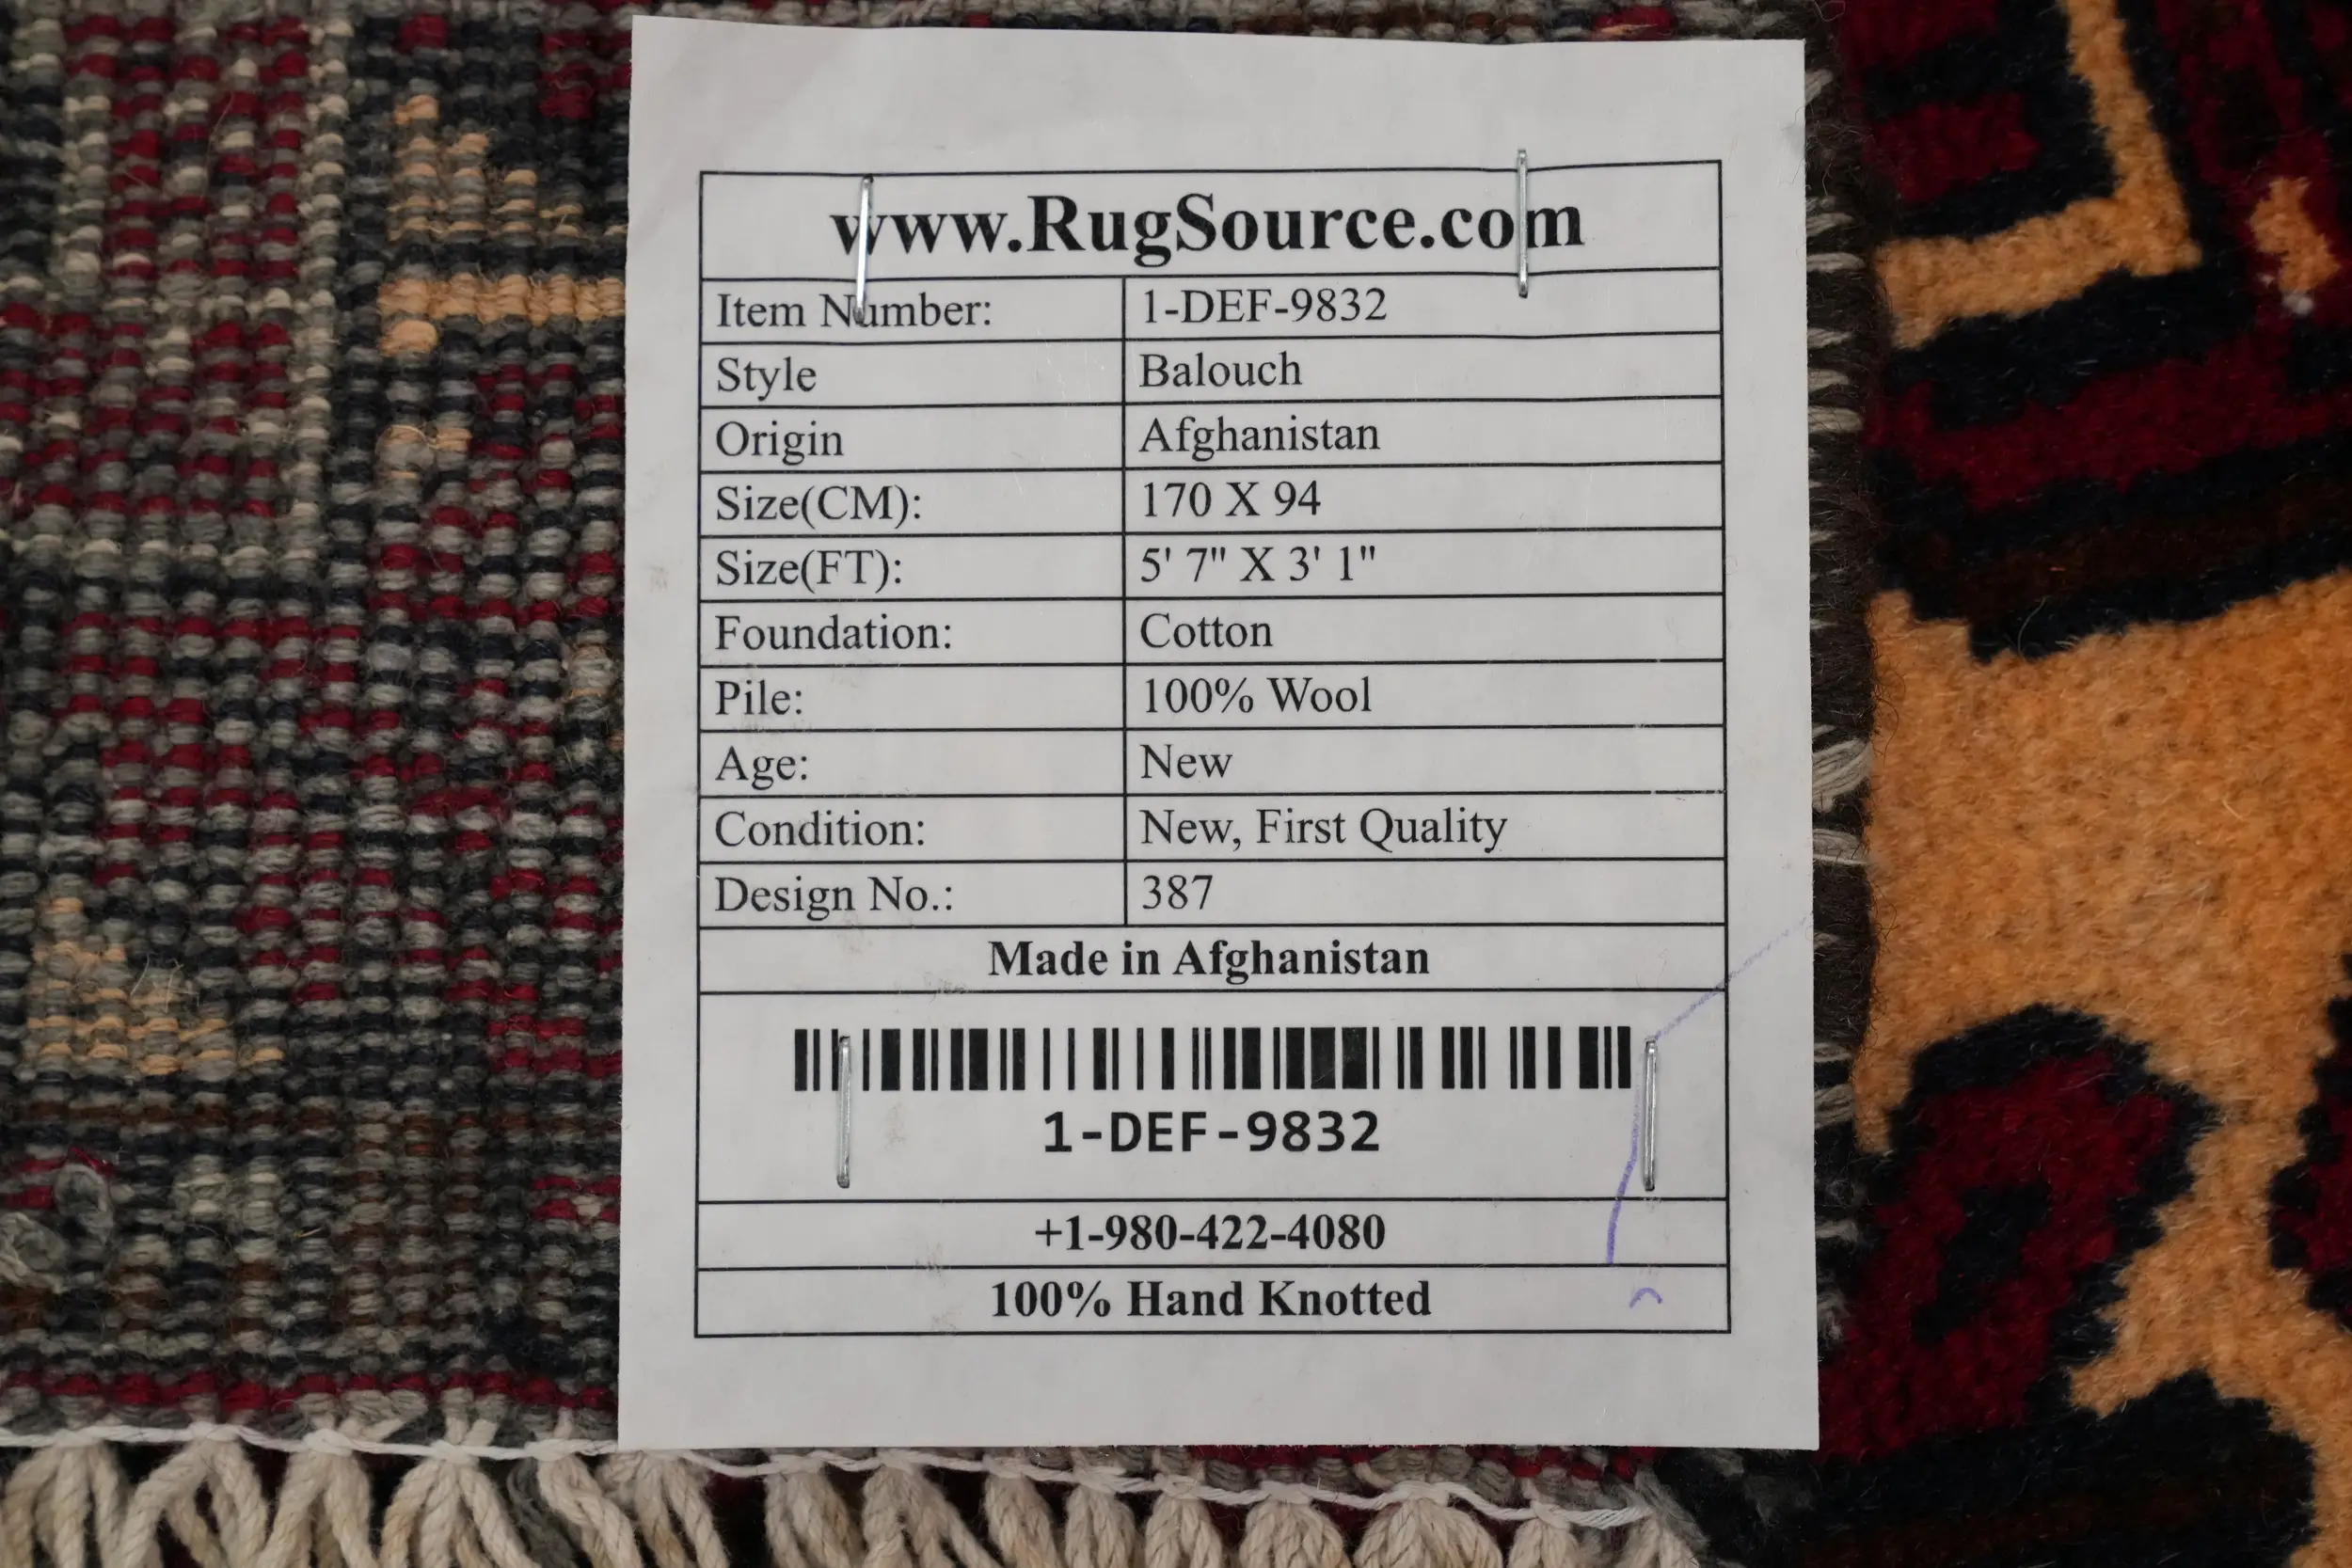 www.RugSource.com
Item Number: 1-DEF-9832
Style Balouch
Origin Afghanistan
Size(CM): 170 X 94
Size(FT): 5' 7" X 3' 1"
Foundation: Cotton
Pile: 100% Wool
Age: New
Condition: New, First Quality
Design No.: 387
Made in Afghanistan
1-DEF-9832
+1-980-422-4080
100% Hand Knotted